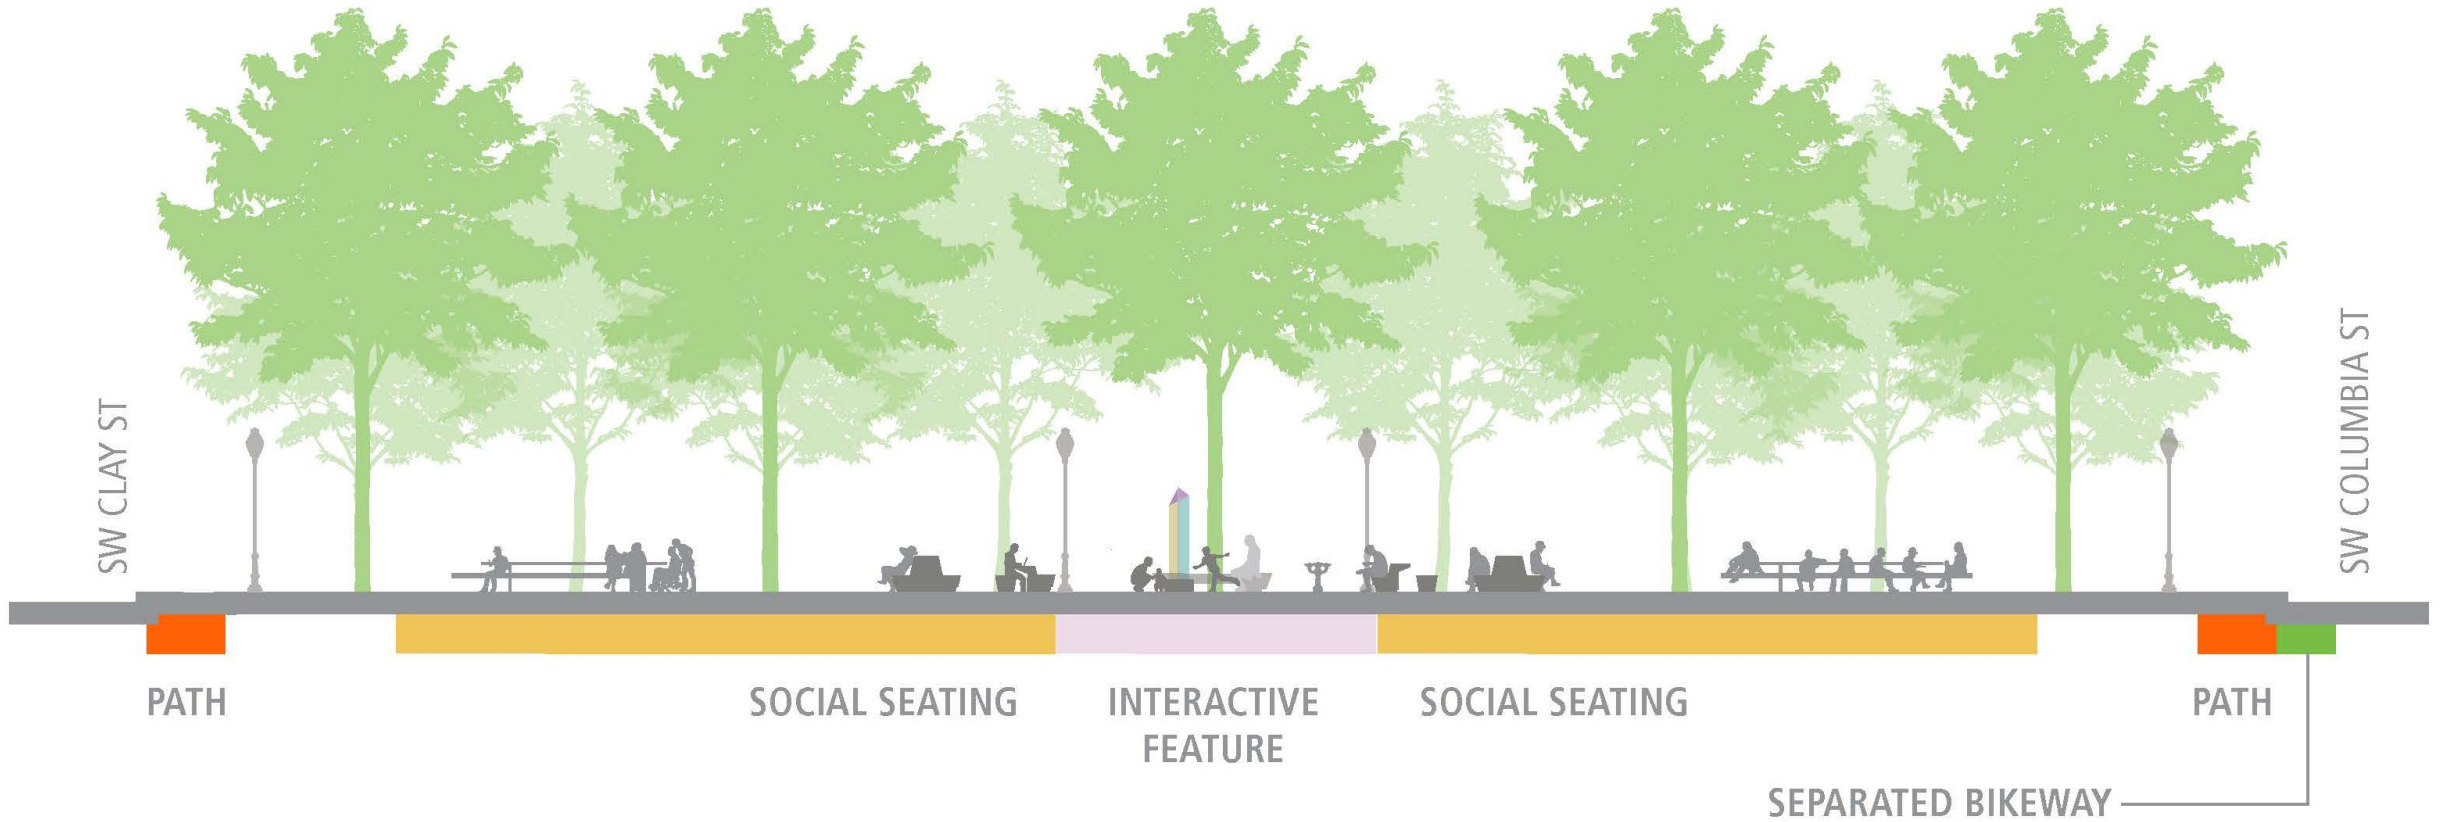 SW CLAY ST
SW COLUMBIA ST
PATH
SOCIAL SEATING
INTERACTIVE
FEATURE
SOCIAL SEATING
PATH
SEPARATED BIKEWAY